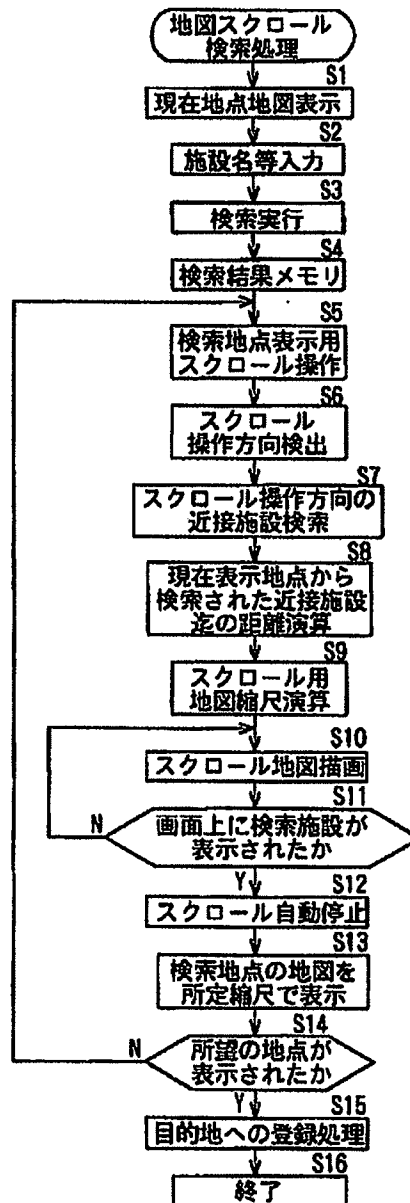 地図スクロール
検索処理
S1
現在地点地図表示
S2
施設名等入力
S3
検索実行
S4
検索結果メモリ
S5
検索地点表示用
スクロール操作
S6
スクロール
操作方向検出
S7
スクロール操作方向の
近接施設検索
S8
現在表示地点から
検索された近接施設
迄の距離演算
S9
スクロール用
地図縮尺演算
S10
スクロール地図描画
S11
N
画面上に検索施設が
表示されたか
Y
S12
スクロール自動停止
S13
検索地点の地図を
所定縮尺で表示
S14
N
所望の地点が
表示されたか
Y
S15
目的地への登録処理
S16
終了